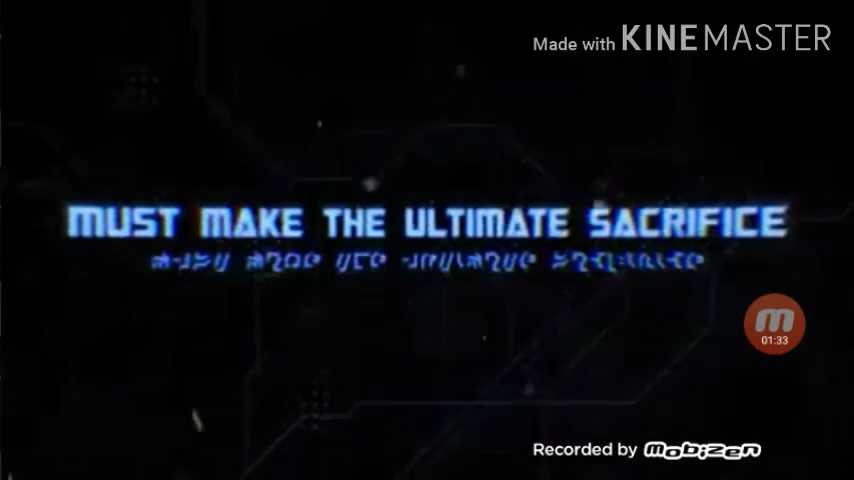 Made with KINEMASTER
MUST MAKE THE ULTIMATE SACRIFICE
01:33
Recorded by mobizen